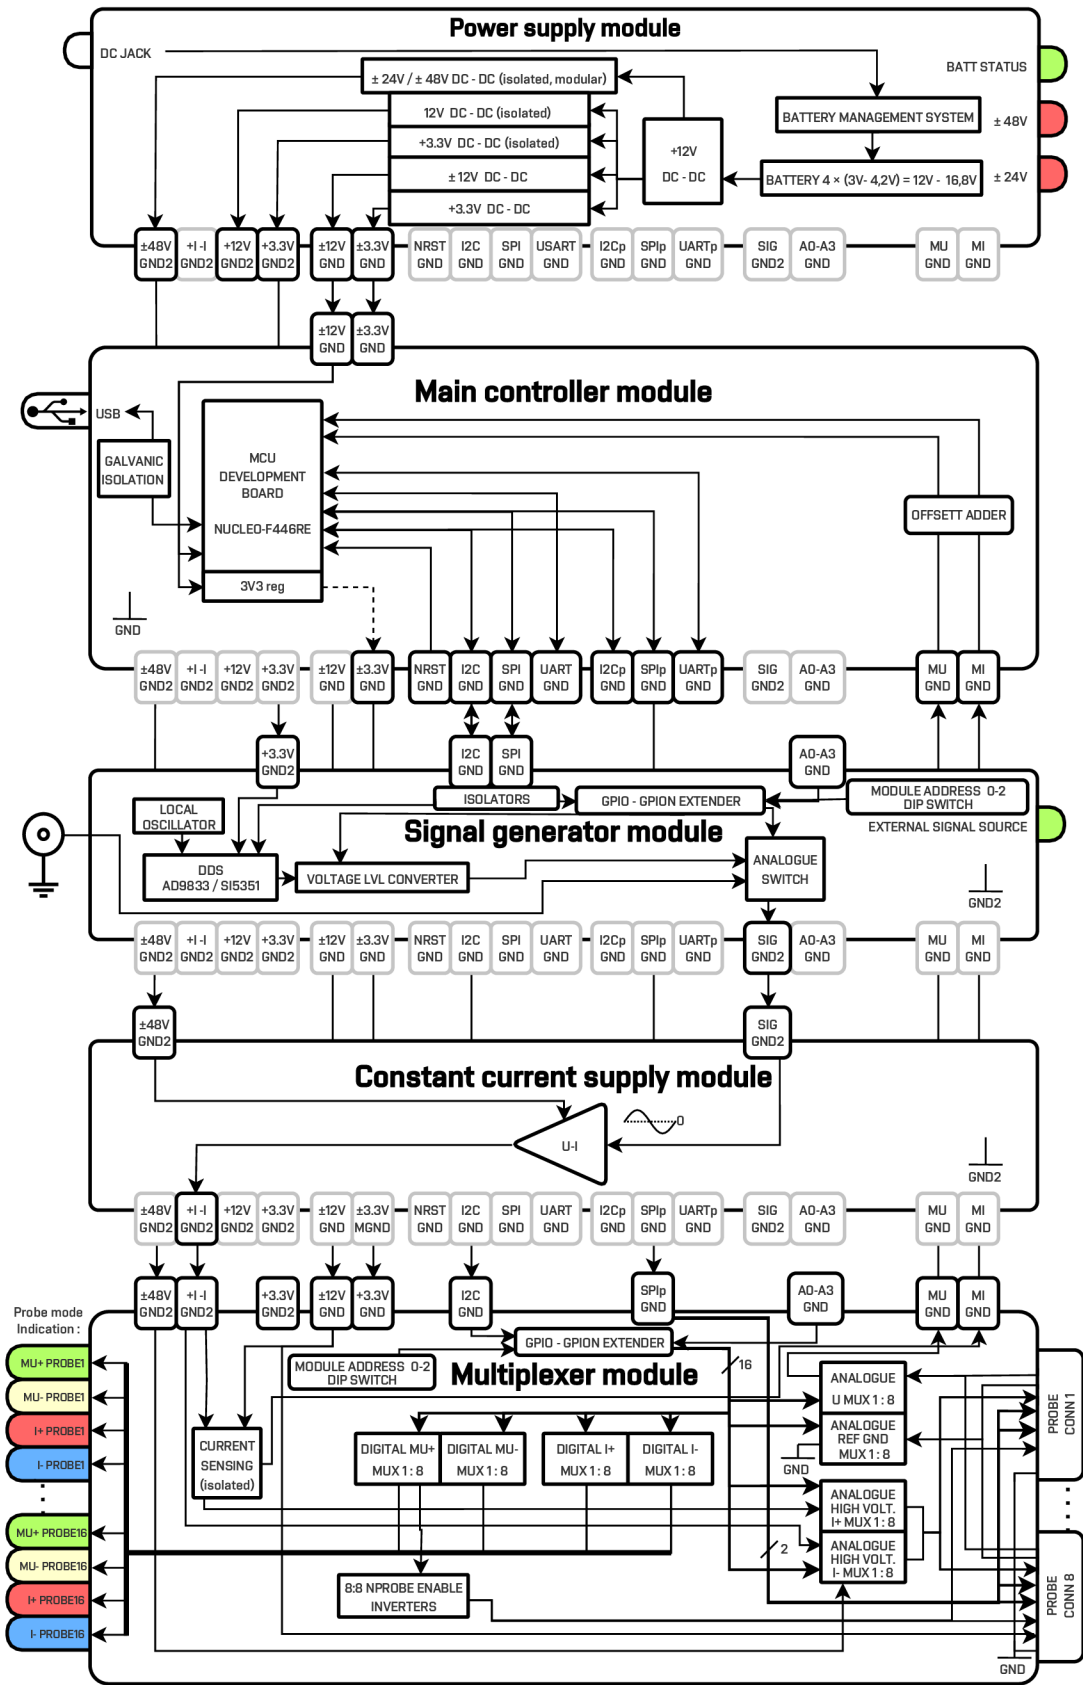 Power supply module
DC JACK
BATT STATUS
± 24V / ± 48V DC - DC (isolated, modular)
12V DC - DC (isolated)
+3.3V DC - DC (isolated)
± 12V DC - DC
+3.3V DC - DC
+12V
DC - DC
BATTERY MANAGEMENT SYSTEM
± 48V
BATTERY 4 × (3V- 4,2V) = 12V - 16,8V
± 24V
±48V +I -I +12V +3.3V ±12V ±3.3V NRST I2C SPI USART I2Cp SPIp UARTp SIG A0-A3 MU MI
GND2 GND2 GND2 GND2 GND GND GND GND GND GND GND GND GND GND2 GND GND GND
±12V ±3.3V
GND GND
Main controller module
USB
GALVANIC
ISOLATION
MCU
DEVELOPMENT
BOARD
NUCLEO-F446RE
3V3 reg
OFFSETT ADDER
GND
±48V +I -I +12V +3.3V ±12V ±3.3V NRST I2C SPI UART I2Cp SPIp UARTp SIG A0-A3 MU MI
GND2 GND2 GND2 GND2 GND GND GND GND GND GND GND GND GND GND2 GND GND GND
+3.3V I2C SPI A0-A3
GND2 GND GND GND
ISOLATORS
GPIO - GPION EXTENDER
MODULE ADDRESS 0-2
DIP SWITCH
LOCAL
OSCILLATOR
Signal generator module
EXTERNAL SIGNAL SOURCE
DDS
AD9833 / SI5351
VOLTAGE LVL CONVERTER
ANALOGUE
SWITCH
GND2
±48V +I -I +12V +3.3V ±12V ±3.3V NRST I2C SPI UART I2Cp SPIp UARTp SIG A0-A3 MU MI
GND2 GND2 GND2 GND2 GND GND GND GND GND GND GND GND GND GND2 GND GND GND
±48V SIG
GND2 GND2
Constant current supply module
0
U-I
GND2
±48V +I -I +12V +3.3V ±12V ±3.3V NRST I2C SPI UART I2Cp SPIp UARTp SIG A0-A3 MU MI
GND2 GND2 GND2 GND2 GND MGND GND GND GND GND GND GND GND GND2 GND GND GND
±48V +I -I +3.3V ±12V +3.3V I2C SPIp A0-A3 MU MI
GND2 GND2 GND2 GND GND GND GND GND GND GND
Probe mode
Indication :
GPIO - GPION EXTENDER
MODULE ADDRESS 0-2
DIP SWITCH
Multiplexer module
16
MU+ PROBE1
MU- PROBE1
I+ PROBE1
I- PROBE1
MU+ PROBE16
MU- PROBE16
I+ PROBE16
I- PROBE16
CURRENT
SENSING
(isolated)
DIGITAL MU+
MUX 1 : 8
DIGITAL MU-
MUX 1 : 8
DIGITAL I+
MUX 1 : 8
DIGITAL I-
MUX 1 : 8
ANALOGUE
U MUX 1 : 8
ANALOGUE
REF GND
MUX 1 : 8
GND
ANALOGUE
HIGH VOLT.
I+ MUX 1 : 8
ANALOGUE
HIGH VOLT.
I- MUX 1 : 8
2
8:8 NPROBE ENABLE
INVERTERS
PROBE
CONN 1
PROBE
CONN 8
GND